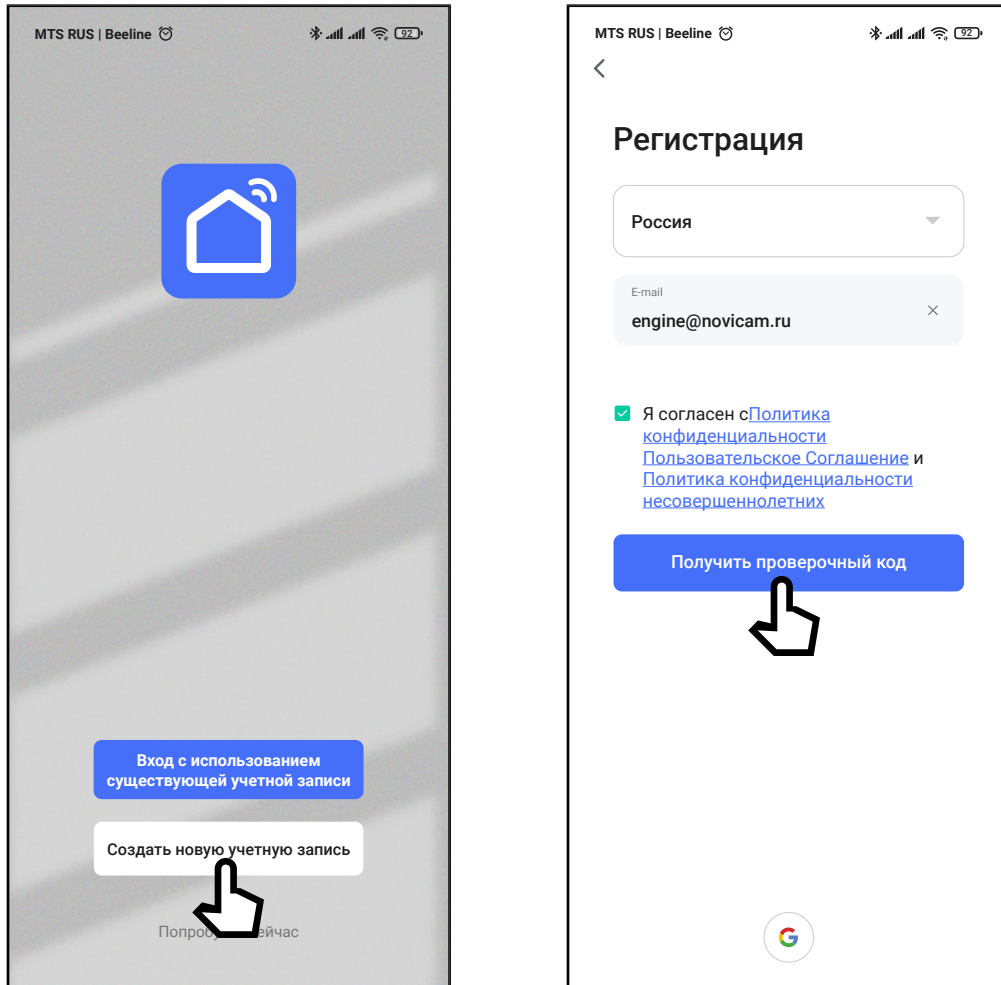 MTS RUS | Beeline
92
Вход с использованием
существующей учетной записи
Создать новую учетную запись
MTS RUS | Beeline
92
Регистрация
Россия
E-mail
engine@novicam.ru
Я согласен сПолитика
конфиденциальности
Пользовательское Соглашение и
Политика конфиденциальности
несовершеннолетних
Получить проверочный код
G